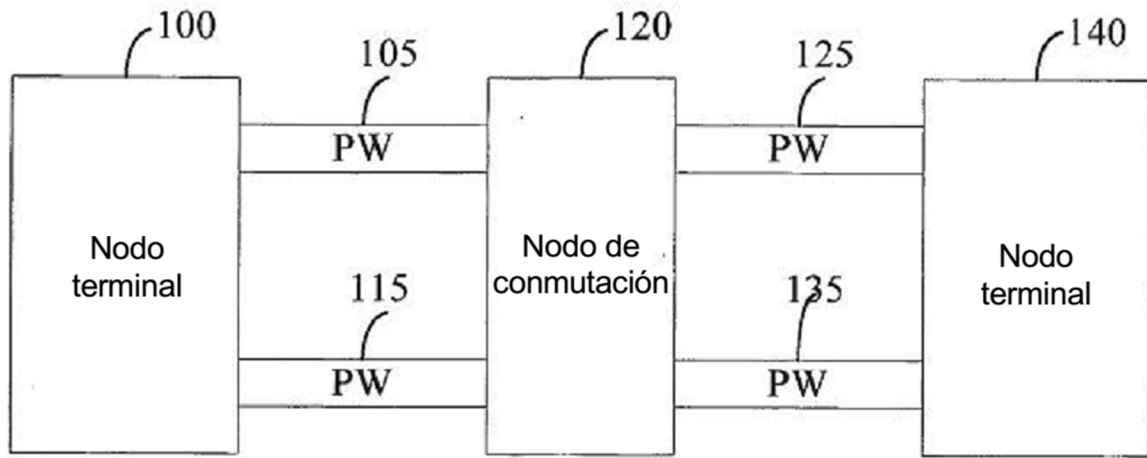 100
105
120
125
140
PW
PW
Nodo
terminal
Nodo de
conmutación
Nodo
terminal
115
135
PW
PW